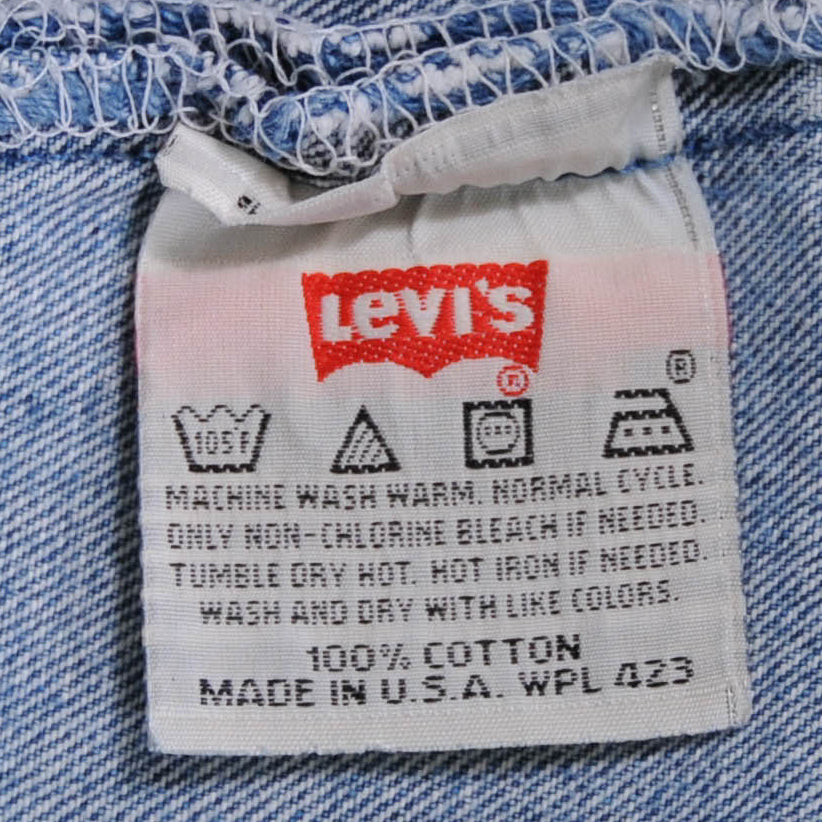 LEVI'S
®
®
105F
MACHINE WASH WARM. NORMAL CYCLE.
ONLY NON-CHLORINE BLEACH IF NEEDED.
TUMBLE DRY HOT. HOT IRON IF NEEDED.
WASH AND DRY WITH LIKE COLORS.
100% COTTON
MADE IN U.S.A. WPL 423